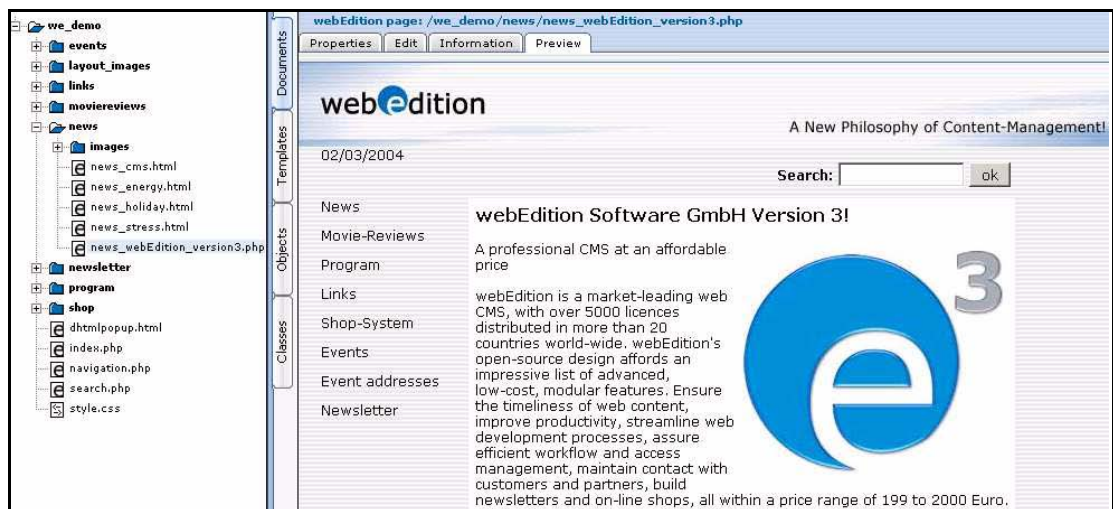 we_demo
events
layout_images
links
moviereviews
news
images
news_cms.html
news_energy.html
news_holiday.html
news_stress.html
news_webEdition_version3.php
newsletter
program
shop
dhtmlpopup.html
index.php
navigation.php
search.php
style.css
Documents
Templates
Objects
Classes
webEdition page: /we_demo/news/news_webEdition_version3.php
Properties Edit Information Preview
webedition
A New Philosophy of Content-Management!
02/03/2004
Search: ok
News
Movie-Reviews
Program
Links
Shop-System
Events
Event addresses
Newsletter
webEdition Software GmbH Version 3!
A professional CMS at an affordable
price
webEdition is a market-leading web
CMS, with over 5000 licences
distributed in more than 20
countries world-wide. webEdition's
open-source design affords an
impressive list of advanced,
low-cost, modular features. Ensure
the timeliness of web content,
improve productivity, streamline web
development processes, assure
efficient workflow and access
management, maintain contact with
customers and partners, build
newsletters and on-line shops, all within a price range of 199 to 2000 Euro.
e 3